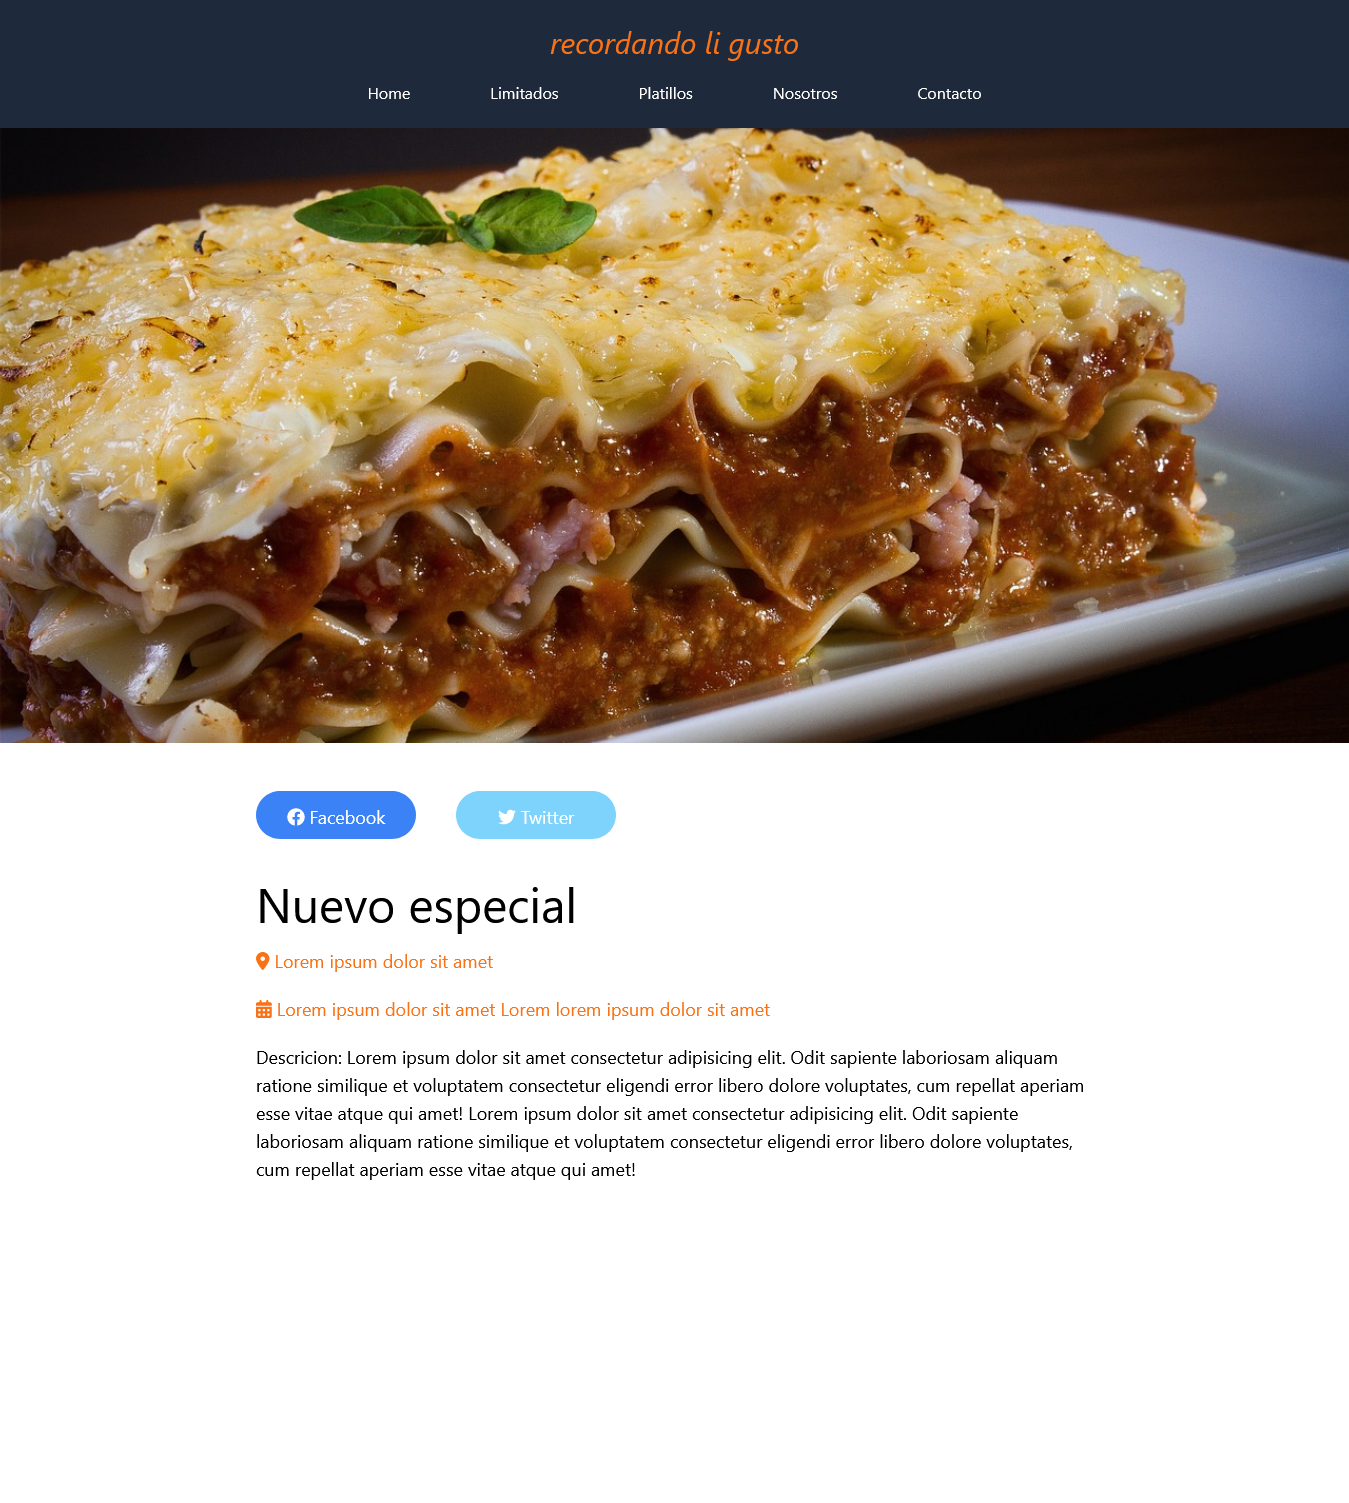 recordando li gusto
Home Limitados Platillos Nosotros Contacto
Facebook Twitter
Nuevo especial
Lorem ipsum dolor sit amet
Lorem ipsum dolor sit amet Lorem lorem ipsum dolor sit amet
Descricion: Lorem ipsum dolor sit amet consectetur adipisicing elit. Odit sapiente laboriosam aliquam
ratione similique et voluptatem consectetur eligendi error libero dolore voluptates, cum repellat aperiam
esse vitae atque qui amet! Lorem ipsum dolor sit amet consectetur adipisicing elit. Odit sapiente
laboriosam aliquam ratione similique et voluptatem consectetur eligendi error libero dolore voluptates,
cum repellat aperiam esse vitae atque qui amet!